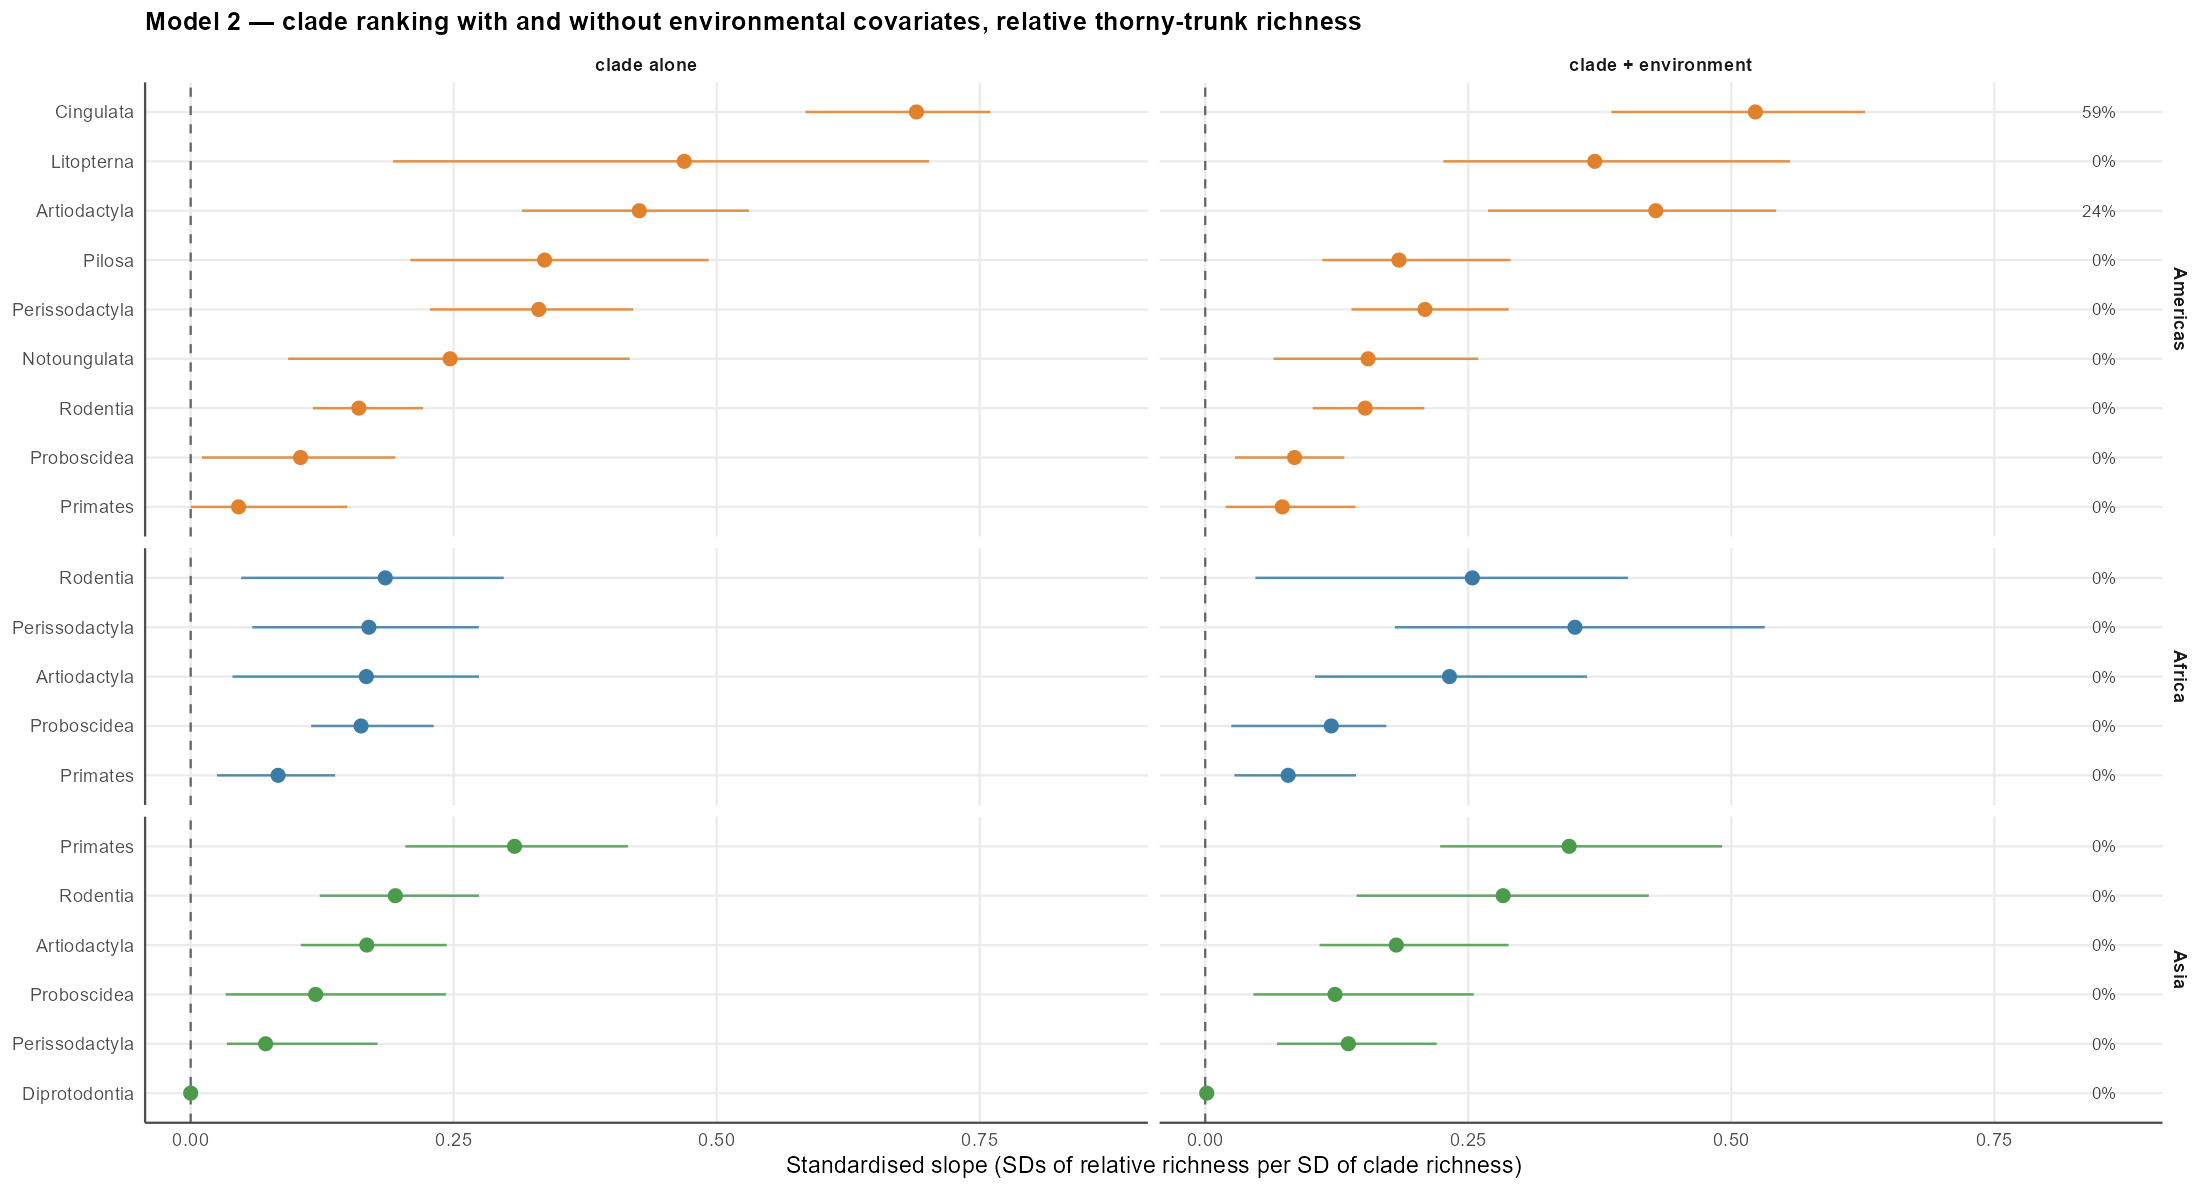 Model 2 — clade ranking with and without environmental covariates, relative thorny-trunk richness
clade alone
clade + environment
Cingulata
59%
Litopterna
0%
Artiodactyla
24%
Pilosa
0%
Perissodactyla
0%
Notoungulata
0%
Rodentia
0%
Proboscidea
0%
Primates
0%
Americas
Rodentia
0%
Perissodactyla
0%
Artiodactyla
0%
Proboscidea
0%
Primates
0%
Africa
Primates
0%
Rodentia
0%
Artiodactyla
0%
Proboscidea
0%
Perissodactyla
0%
Diprotodontia
0%
Asia
0.00 0.25 0.50 0.75
0.00 0.25 0.50 0.75
Standardised slope (SDs of relative richness per SD of clade richness)